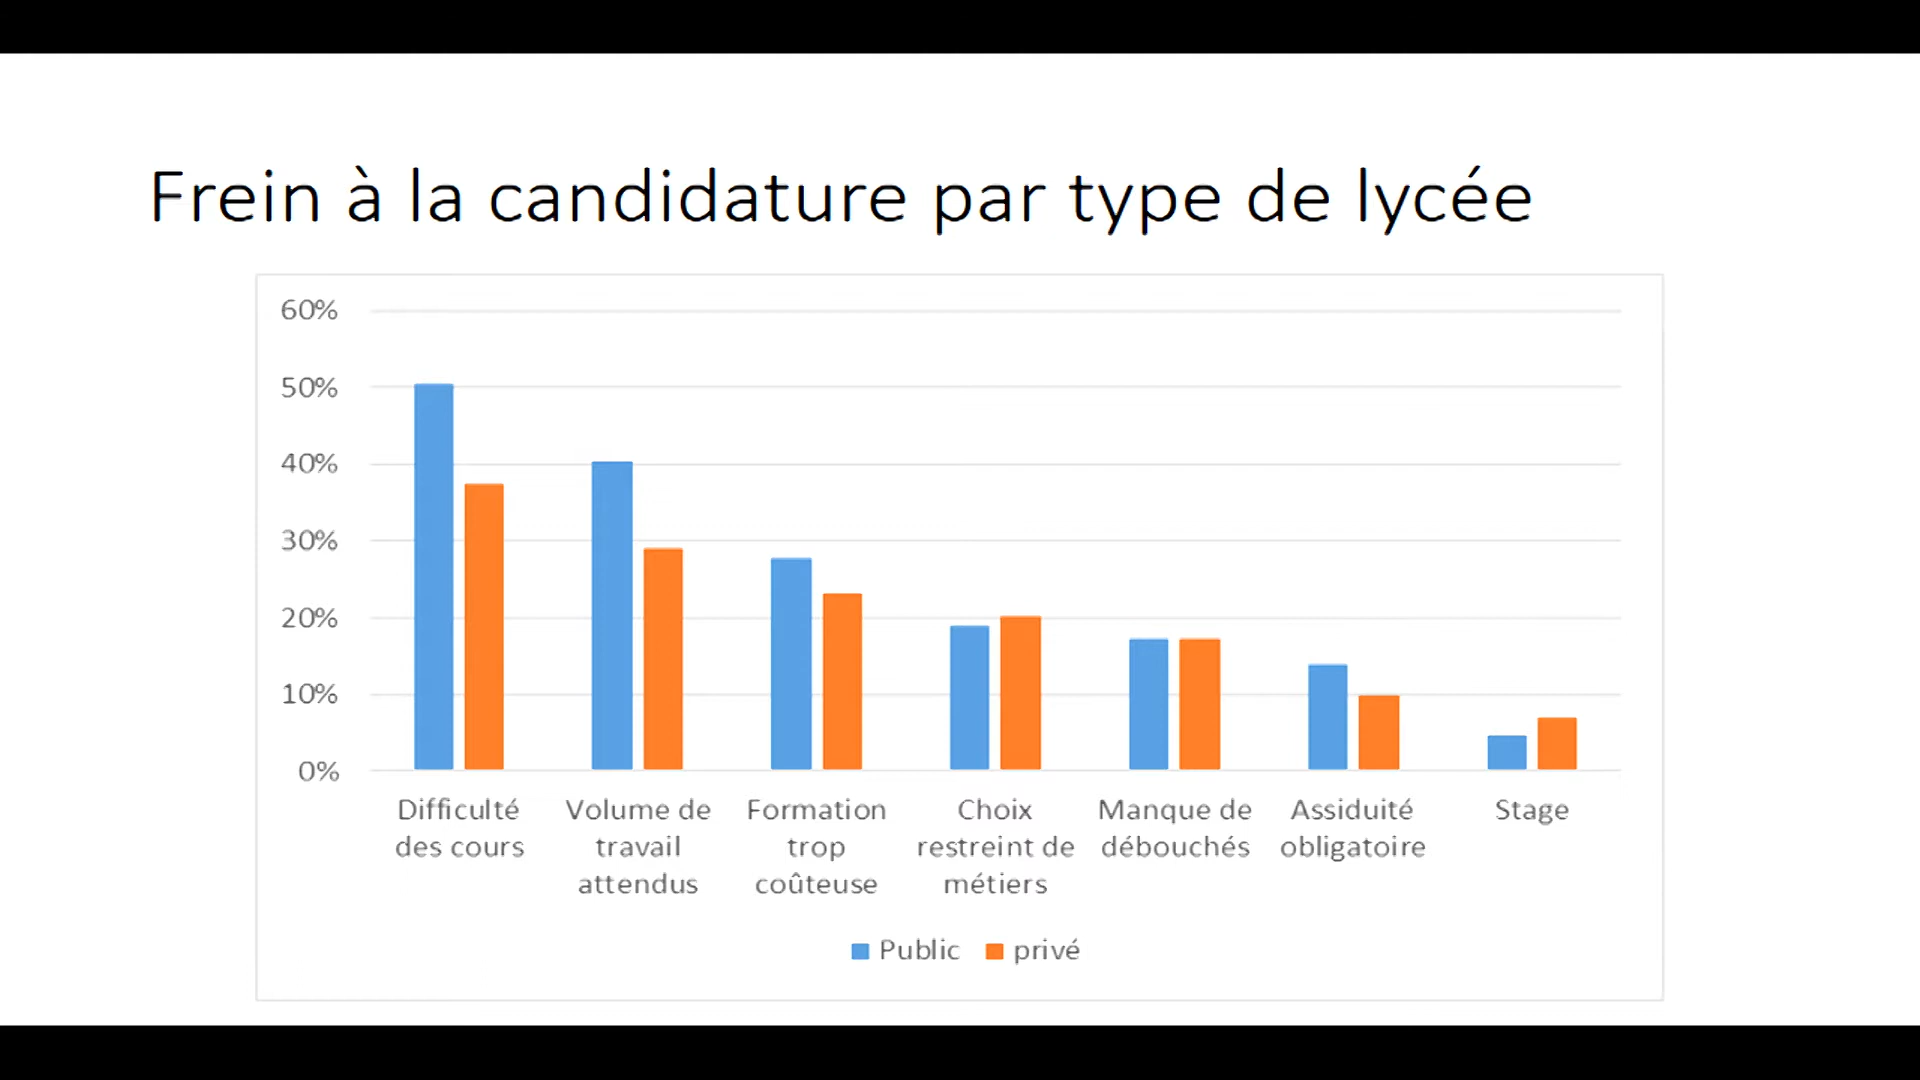 Frein à la candidature par type de lycée
60%
50%
40%
30%
20%
10%
0%
Difficulté
des cours
Volume de
travail
attendus
Formation
trop
coûteuse
Choix
restreint de
métiers
Manque de
débouchés
Assiduité
obligatoire
Stage
Public privé